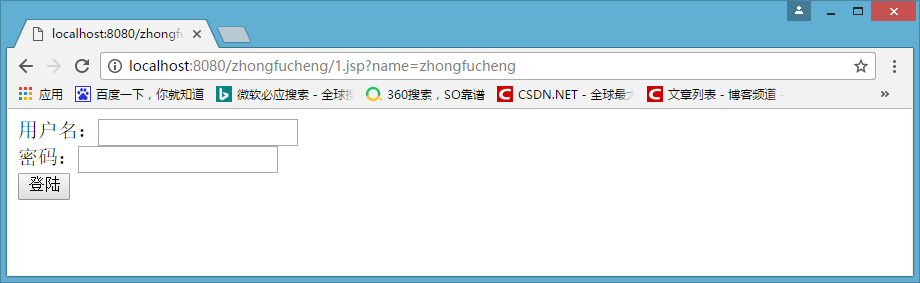 localhost:8080/zhongfu
localhost:8080/zhongfucheng/1.jsp?name=zhongfucheng
应用 百度一下，你就知道 微软必应搜索 - 全球搜 360搜索，SO靠谱 CSDN.NET - 全球最大 文章列表 - 博客频道 -
用户名：
密码：
登陆